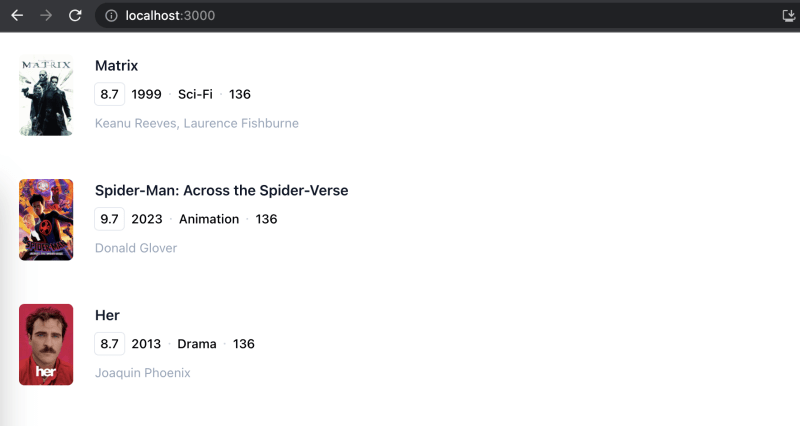 localhost:3000
MATRIX
Matrix
8.7 1999 · Sci-Fi · 136
Keanu Reeves, Laurence Fishburne
Spider-Man: Across the Spider-Verse
9.7 2023 · Animation · 136
Donald Glover
Her
8.7 2013 · Drama · 136
her
Joaquin Phoenix